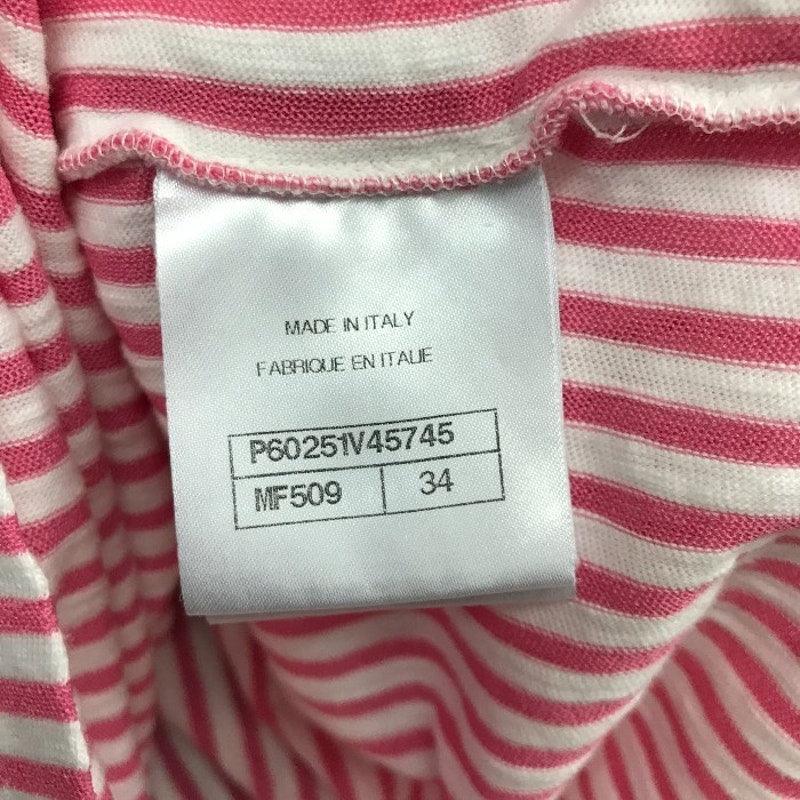 MADE IN ITALY
FABRIQUE EN ITALIE
P60251V45745
MF509 34